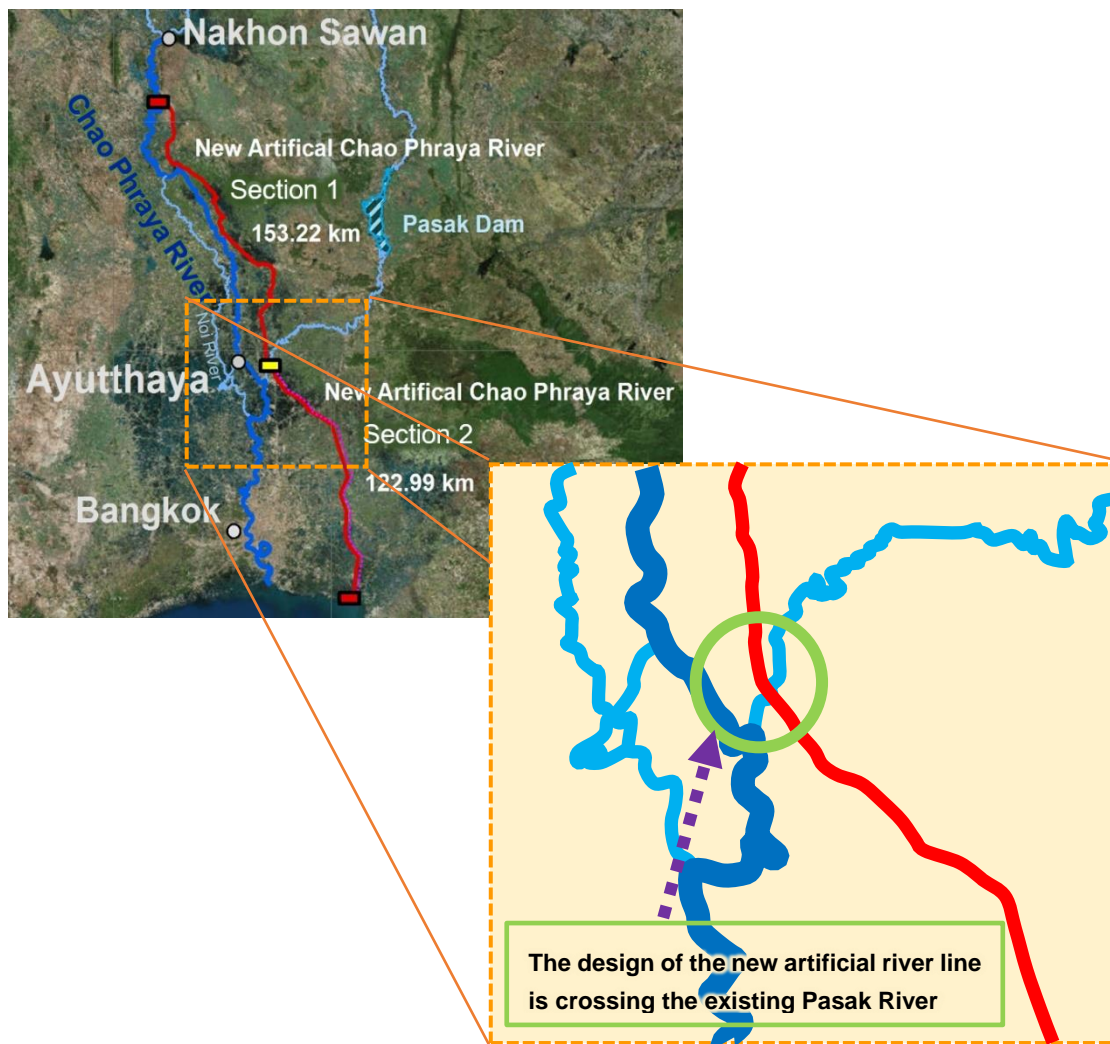 Nakhon Sawan
Chao Phraya River
New Artifical Chao Phraya River
Section 1
153.22 km
Pasak Dam
Noi River
Ayutthaya
New Artifical Chao Phraya River
Section 2
122.99 km
Bangkok
The design of the new artificial river line
is crossing the existing Pasak River